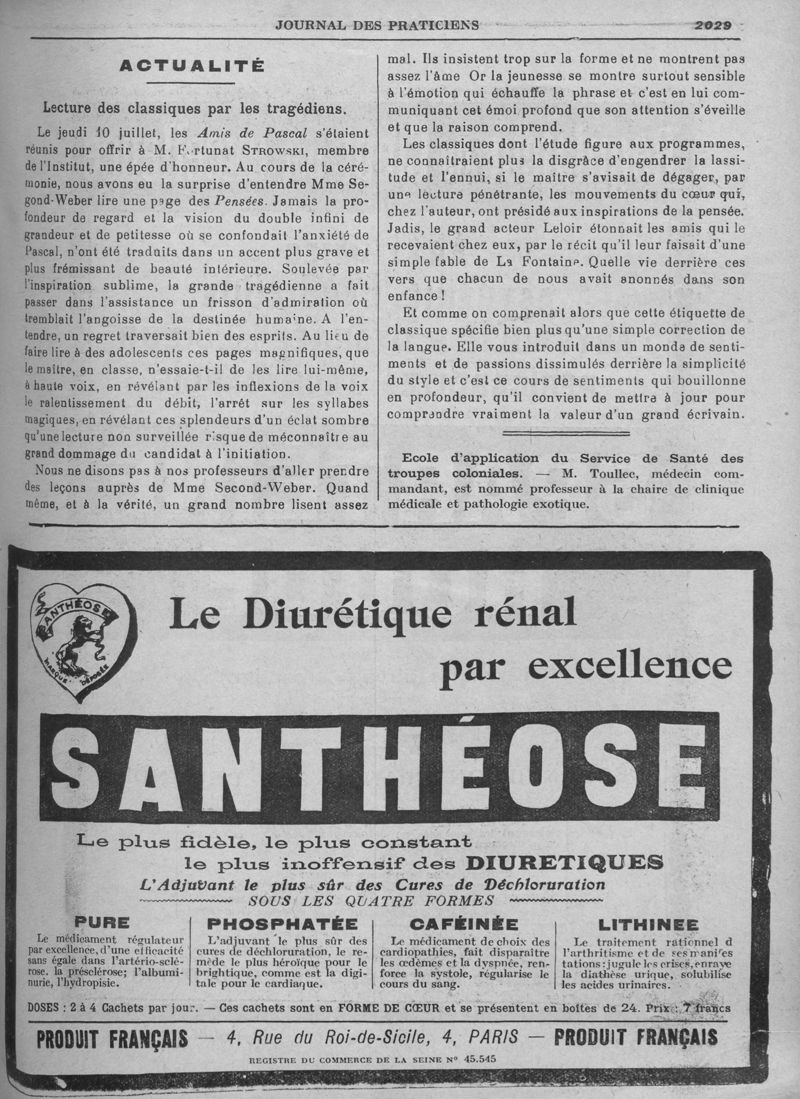 JOURNAL DES PRATICIENS 2029
ACTUALITÉ
Lecture des classiques par les tragédiens.
Le jeudi 10 juillet, les Amis de Pascal s'étaient
réunis pour offrir à M. Fortunat STROWSKI, membre
de l'Institut, une épée d'honneur. Au cours de la céré-
monie, nous avons eu la surprise d'entendre Mme Se-
gond-Weber lire une page des Pensées. Jamais la pro-
fondeur de regard et la vision du double infini de
grandeur et de petitesse où se confondait l'anxiété de
Pascal, n'ont été traduits dans un accent plus grave et
plus frémissant de beauté intérieure. Soulevée par
l'inspiration sublime, la grande tragédienne a fait
passer dans l'assistance un frisson d'admiration où
tremblait l'angoisse de la destinée humaine. A l'en-
tendre, un regret traversait bien des esprits. Au lieu de
faire lire à des adolescents ces pages magnifiques, que
le maître, en classe, n'essaie-t-il de les lire lui-même,
à haute voix, en révélant par les inflexions de la voix
le ralentissement du débit, l'arrêt sur les syllabes
magiques, en révélant ces splendeurs d'un éclat sombre
qu'une lecture non surveillée risque de méconnaître au
grand dommage du candidat à l'initiation.
Nous ne disons pas à nos professeurs d'aller prendre
des leçons auprès de Mme Second-Weber. Quand
même, et à la vérité, un grand nombre lisent assez
mal. Ils insistent trop sur la forme et ne montrent pas
assez l'âme Or la jeunesse se montre surtout sensible
à l'émotion qui échauffe la phrase et c'est en lui com-
muniquant cet émoi profond que son attention s'éveille
et que la raison comprend.
Les classiques dont l'étude figure aux programmes,
ne connaîtraient plus la disgrâce d'engendrer la lassi-
tude et l'ennui, si le maître s'avisait de dégager, par
une lecture pénétrante, les mouvements du cœur qui,
chez l'auteur, ont présidé aux inspirations de la pensée.
Jadis, le grand acteur Leloir étonnait les amis qui le
recevaient chez eux, par le récit qu'il leur faisait d'une
simple fable de La Fontaine. Quelle vie derrière ces
vers que chacun de nous avait anonnés dans son
enfance !
Et comme on comprenait alors que cette étiquette de
classique spécifie bien plus qu'une simple correction de
la langue. Elle vous introduit dans un monde de senti-
ments et de passions dissimulés derrière la simplicité
du style et c'est ce cours de sentiments qui bouillonne
en profondeur, qu'il convient de mettre à jour pour
comprendre vraiment la valeur d'un grand écrivain.
Ecole d'application du Service de Santé des
troupes coloniales. — M. Toullec, médecin com-
mandant, est nommé professeur à la chaire de clinique
médicale et pathologie exotique.
SANTHÉOSE
MARQUE DÉPOSÉE
Le Diurétique rénal
par excellence
SANTHÉOSE
Le plus fidèle, le plus constant
le plus inoffensif des DIURETIQUES
L'Adjuvant le plus sûr des Cures de Déchloruration
SOUS LES QUATRE FORMES
PURE
Le médicament régulateur
par excellence, d'une efficacité
sans égale dans l'artério-sclé-
rose, la présclérose; l'albumi-
nurie, l'hydropisie.
PHOSPHATÉE
L'adjuvant le plus sûr des
cures de déchloruration, le re-
mède le plus héroïque pour le
brightique, comme est la digi-
tale pour le cardiaque.
CAFÉINÉE
Le médicament de choix des
cardiopathies, fait disparaître
les œdèmes et la dyspnée, ren-
force la systole, régularise le
cours du sang.
LITHINEE
Le traitement rationnel d
l'arthritisme et de ses manifes
tations : jugule les crises, enraye
la diathèse urique, solubilise
les acides urinaires.
DOSES : 2 à 4 Cachets par jour. — Ces cachets sont en FORME DE CŒUR et se présentent en boîtes de 24. Prix : 7 francs
PRODUIT FRANÇAIS — 4, Rue du Roi-de-Sicile, 4, PARIS — PRODUIT FRANÇAIS
REGISTRE DU COMMERCE DE LA SEINE N° 45.545